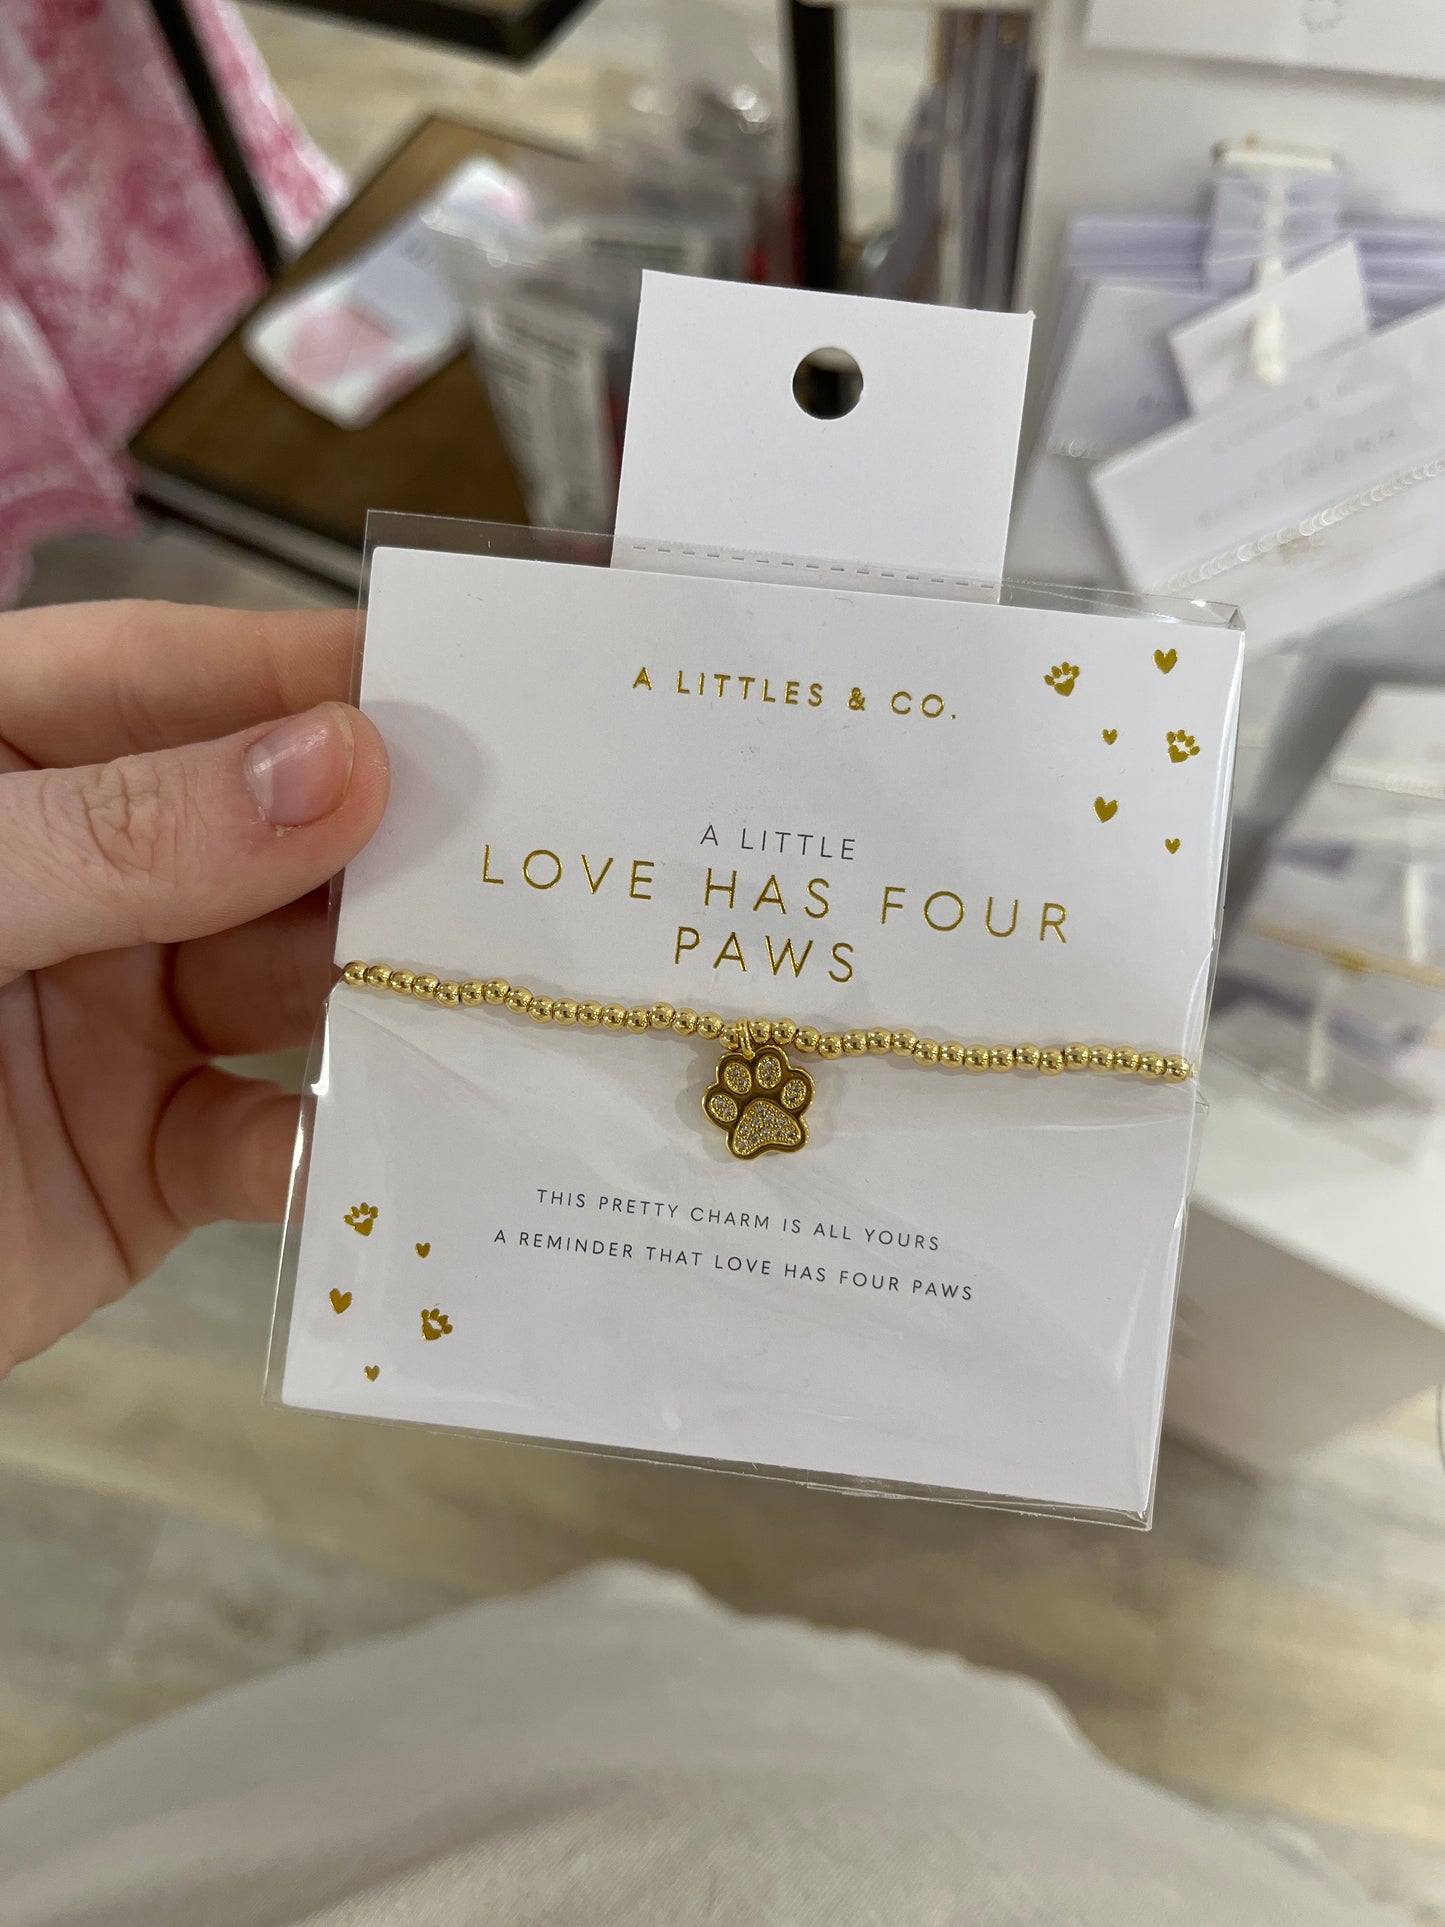 A LITTLES & CO.
A LITTLE
LOVE HAS FOUR
PAWS
THIS PRETTY CHARM IS ALL YOURS
A REMINDER THAT LOVE HAS FOUR PAWS